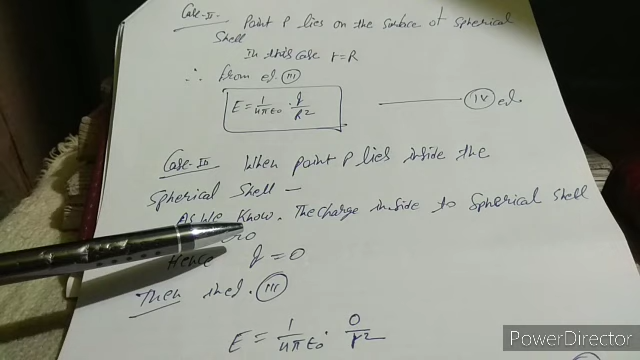 Case-II- Point P lies on the surface of spherical
Shell
In this case r=R
∴ from eq. (III)
E = 1/4πε0 · q/R2 ——— (IV) eq.
Case-III When point P lies inside the
Spherical Shell —
As we know. The charge inside to Spherical shell
Hence q = 0
Then in eq. (III)
E = 1/4πε0 · 0/r2
PowerDirector